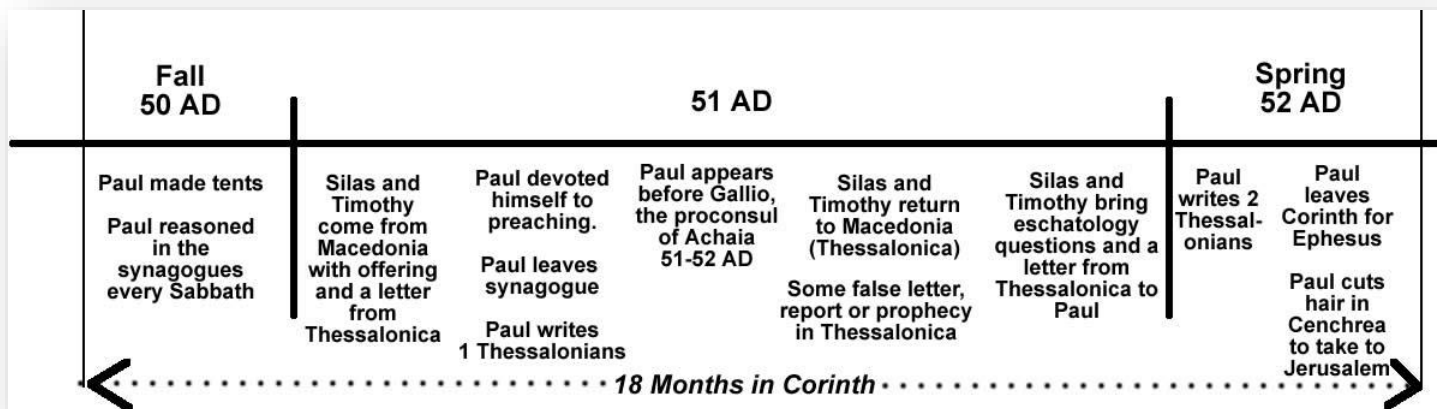 Fall
50 AD
51 AD
Spring
52 AD
Paul made tents
Paul reasoned
in the
synagogues
every Sabbath
Silas and
Timothy
come from
Macedonia
with offering
and a letter
from
Thessalonica
Paul devoted
himself to
preaching.
Paul leaves
synagogue
Paul writes
1 Thessalonians
Paul appears
before Gallio,
the proconsul
of Achaia
51-52 AD
Silas and
Timothy return
to Macedonia
(Thessalonica)
Some false letter,
report or prophecy
in Thessalonica
Silas and
Timothy bring
eschatology
questions and a
letter from
Thessalonica to
Paul
Paul
writes 2
Thessal-
onians
Paul
leaves
Corinth for
Ephesus
Paul cuts
hair in
Cenchrea
to take to
Jerusalem
18 Months in Corinth